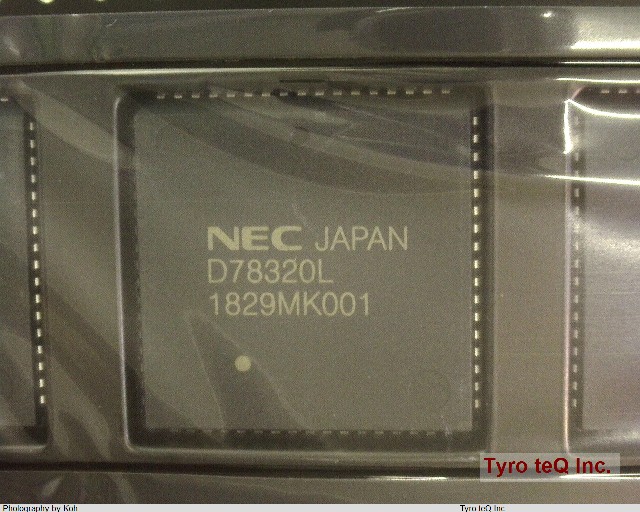 NEC JAPAN
D78320L
1829MK001
Tyro teQ Inc.
Photography by Koh
Tyro teQ Inc